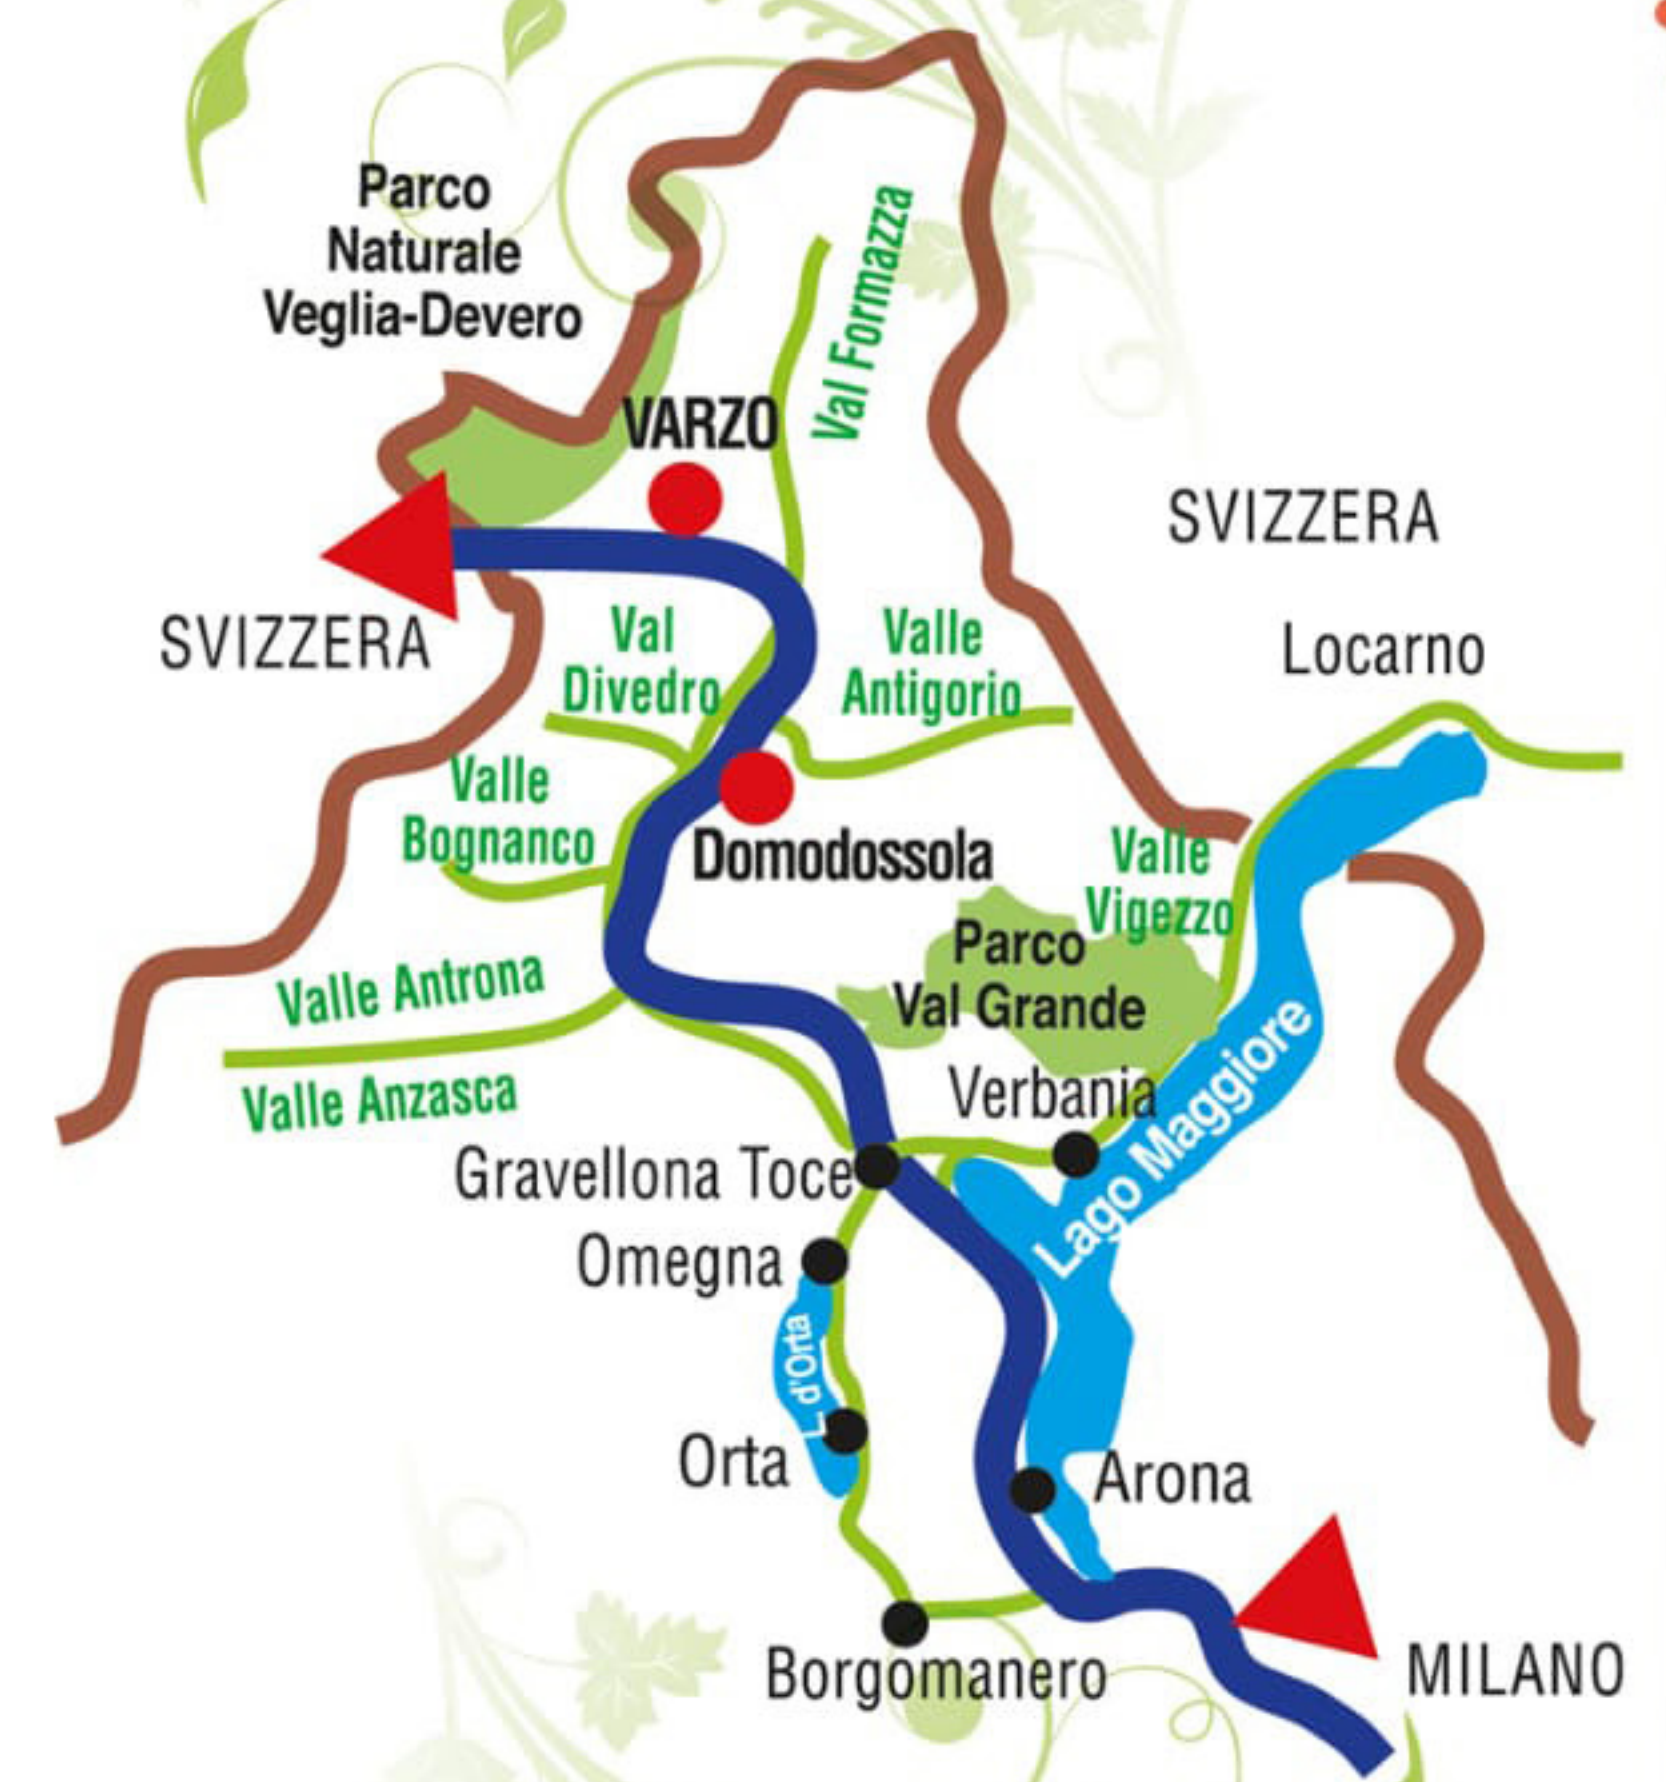 Parco
Naturale
Veglia-Devero
Val Formazza
VARZO
SVIZZERA
SVIZZERA
Val
Divedro
Valle
Antigorio
Locarno
Valle
Bognanco
Domodossola
Valle
Vigezzo
Parco
Val Grande
Valle Antrona
Valle Anzasca
Verbania
Lago Maggiore
Gravellona Toce
Omegna
L. d'Orta
Orta
Arona
Borgomanero
MILANO